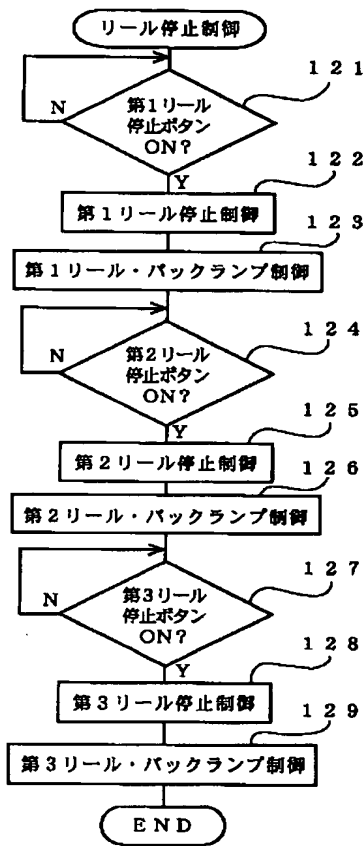 リール停止制御
121
N
第1リール
停止ボタン
ON?
Y
122
第1リール停止制御
123
第1リール・バックランプ制御
124
N
第2リール
停止ボタン
ON?
Y
125
第2リール停止制御
126
第2リール・バックランプ制御
127
N
第3リール
停止ボタン
ON?
Y
128
第3リール停止制御
129
第3リール・バックランプ制御
END